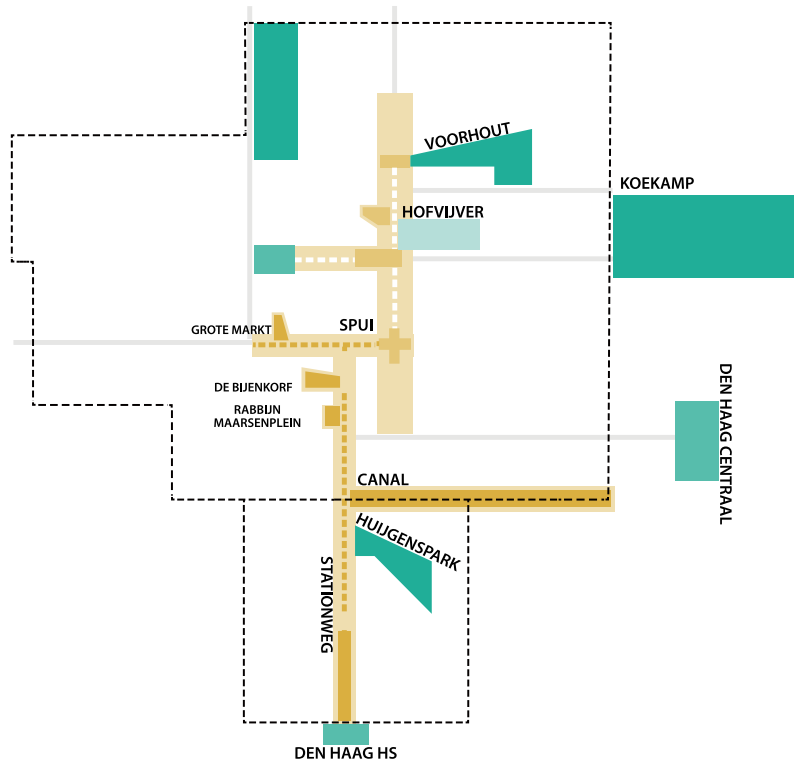 VOORHOUT
KOEKAMP
HOFVIJVER
SPUI
GROTE MARKT
DE BIJENKORF
RABBIJN
MAARSENPLEIN
DEN HAAG CENTRAAL
CANAL
HUIJGENSPARK
STATIONWEG
DEN HAAG HS